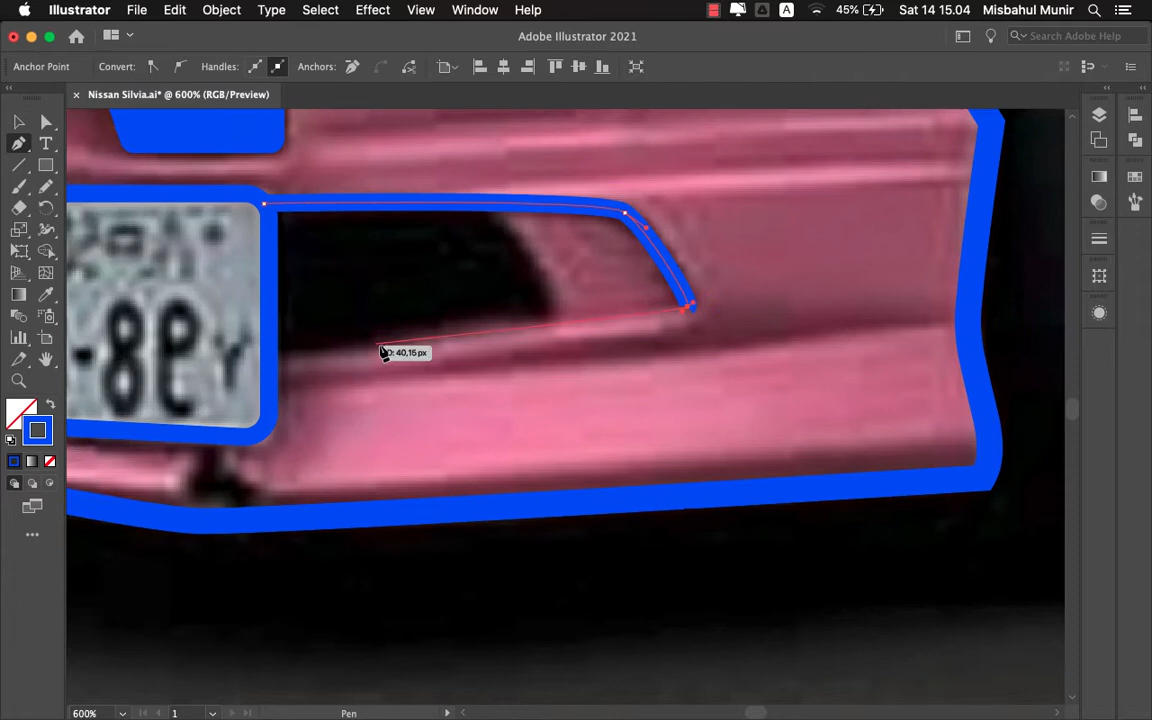 Illustrator File Edit Object Type Select Effect View Window Help A 45% Sat 14 15.04 Misbahul Munir
Adobe Illustrator 2021
Search Adobe Help
Anchor Point Convert: Handles: Anchors:
× Nissan Silvia.ai* @ 600% (RGB/Preview)
D: 40,15 px
-89Y
600% 1 Pen